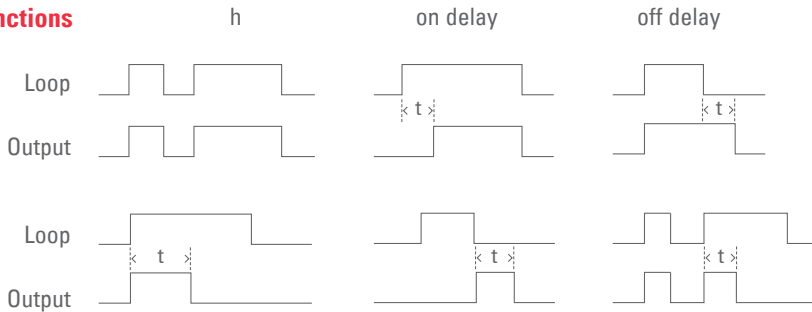 nctions h on delay off delay
Loop
t t
Output
Loop
t t t
Output